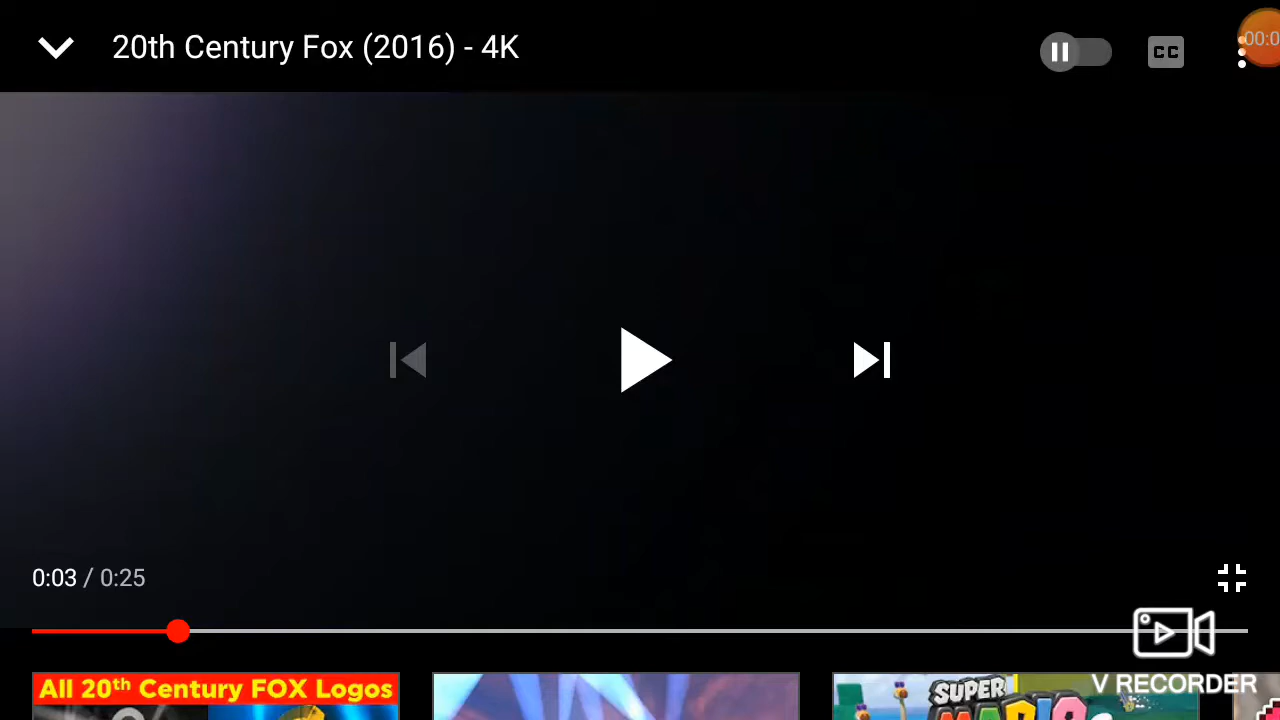 20th Century Fox (2016) - 4K
CC
00:0
0:03 / 0:25
V RECORDER
All 20th Century FOX Logos
SUPER
MARIO